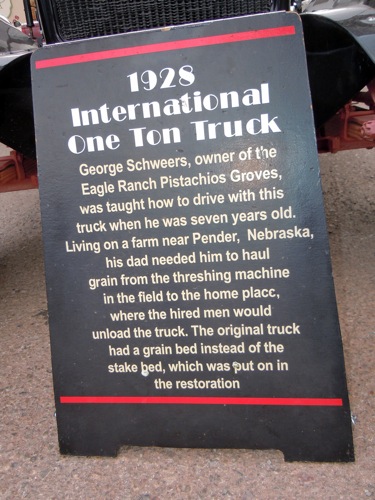 1928
International
One Ton Truck
George Schweers, owner of the
Eagle Ranch Pistachios Groves,
was taught how to drive with this
truck when he was seven years old.
Living on a farm near Pender, Nebraska,
his dad needed him to haul
grain from the threshing machine
in the field to the home place,
where the hired men would
unload the truck. The original truck
had a grain bed instead of the
stake bed, which was put on in
the restoration